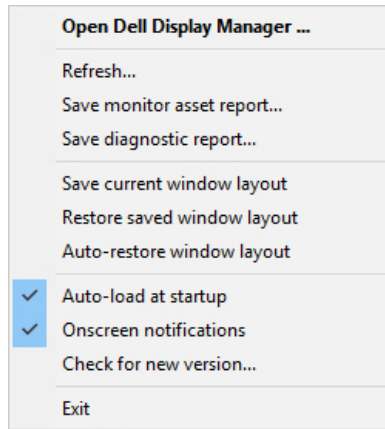 Open Dell Display Manager ...
Refresh...
Save monitor asset report...
Save diagnostic report...
Save current window layout
Restore saved window layout
Auto-restore window layout
Auto-load at startup
Onscreen notifications
Check for new version...
Exit